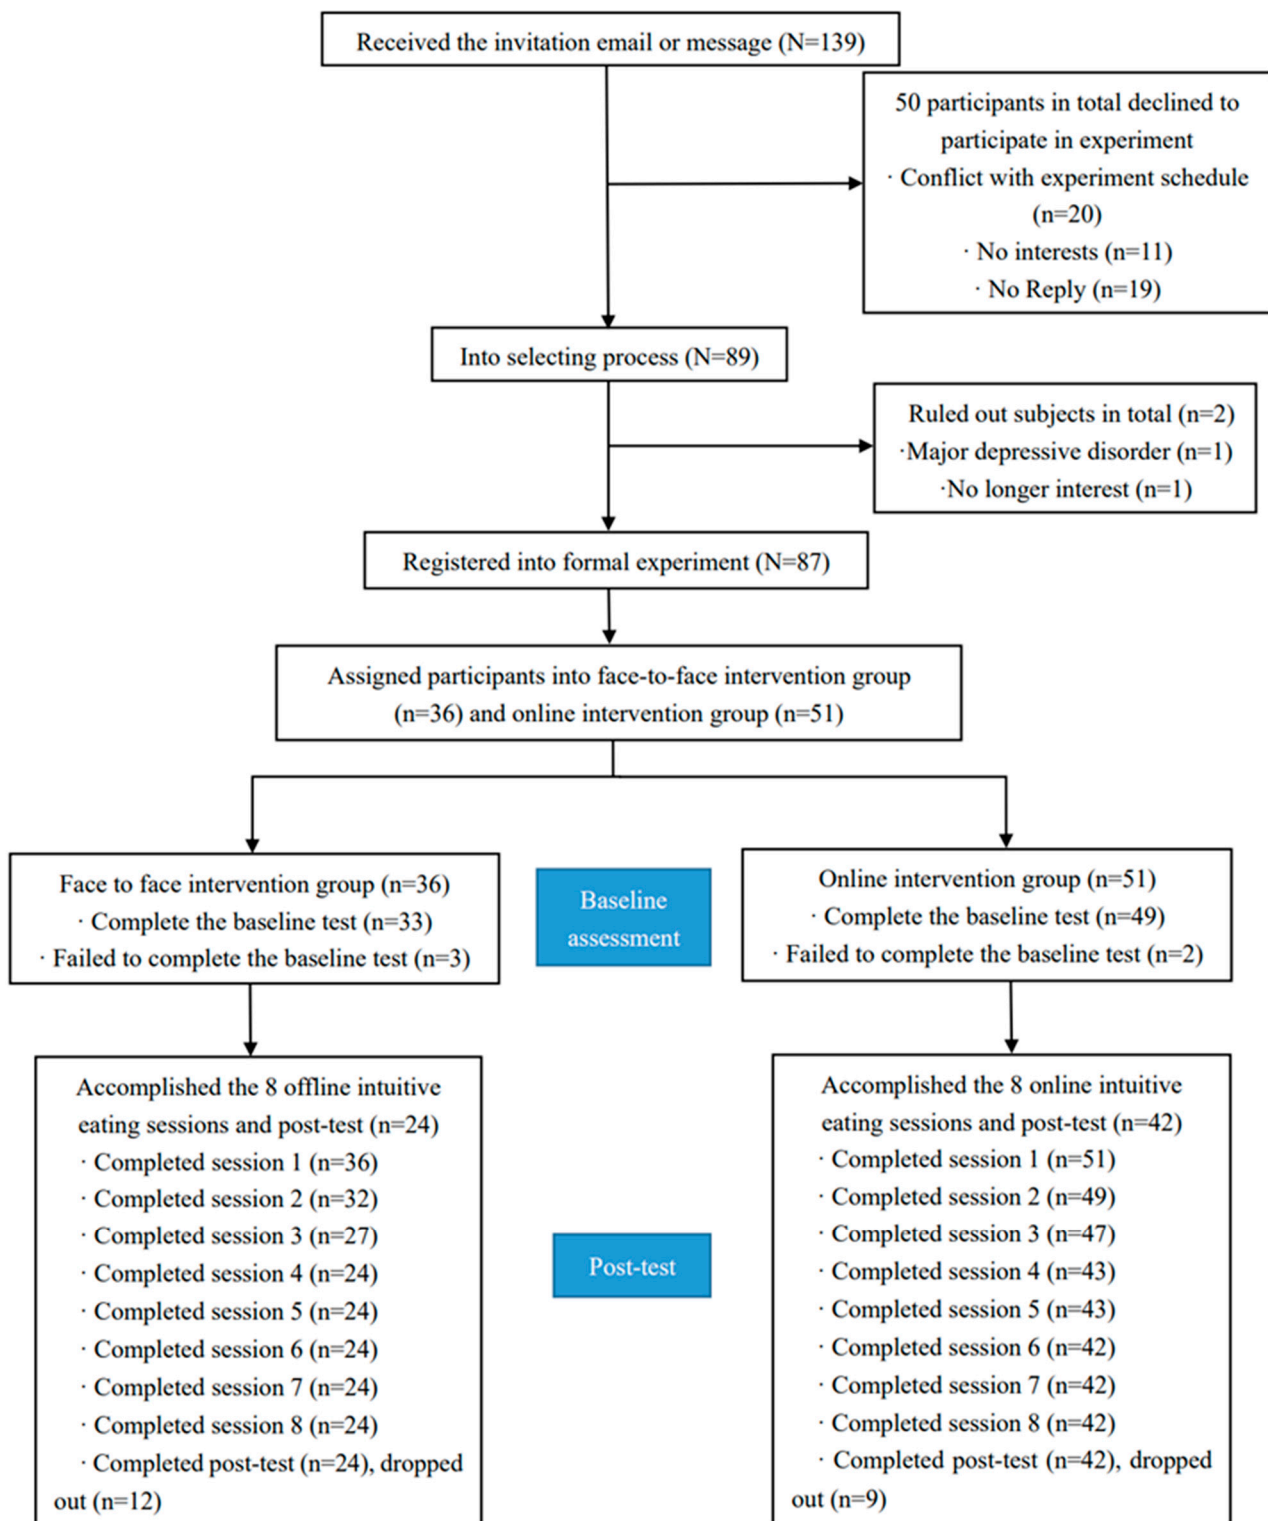 Received the invitation email or message (N=139)
50 participants in total declined to
participate in experiment
· Conflict with experiment schedule
(n=20)
· No interests (n=11)
· No Reply (n=19)
Into selecting process (N=89)
Ruled out subjects in total (n=2)
·Major depressive disorder (n=1)
·No longer interest (n=1)
Registered into formal experiment (N=87)
Assigned participants into face-to-face intervention group
(n=36) and online intervention group (n=51)
Face to face intervention group (n=36)
· Complete the baseline test (n=33)
· Failed to complete the baseline test (n=3)
Baseline
assessment
Online intervention group (n=51)
· Complete the baseline test (n=49)
· Failed to complete the baseline test (n=2)
Accomplished the 8 offline intuitive
eating sessions and post-test (n=24)
· Completed session 1 (n=36)
· Completed session 2 (n=32)
· Completed session 3 (n=27)
· Completed session 4 (n=24)
· Completed session 5 (n=24)
· Completed session 6 (n=24)
· Completed session 7 (n=24)
· Completed session 8 (n=24)
· Completed post-test (n=24), dropped
out (n=12)
Post-test
Accomplished the 8 online intuitive
eating sessions and post-test (n=42)
· Completed session 1 (n=51)
· Completed session 2 (n=49)
· Completed session 3 (n=47)
· Completed session 4 (n=43)
· Completed session 5 (n=43)
· Completed session 6 (n=42)
· Completed session 7 (n=42)
· Completed session 8 (n=42)
· Completed post-test (n=42), dropped
out (n=9)